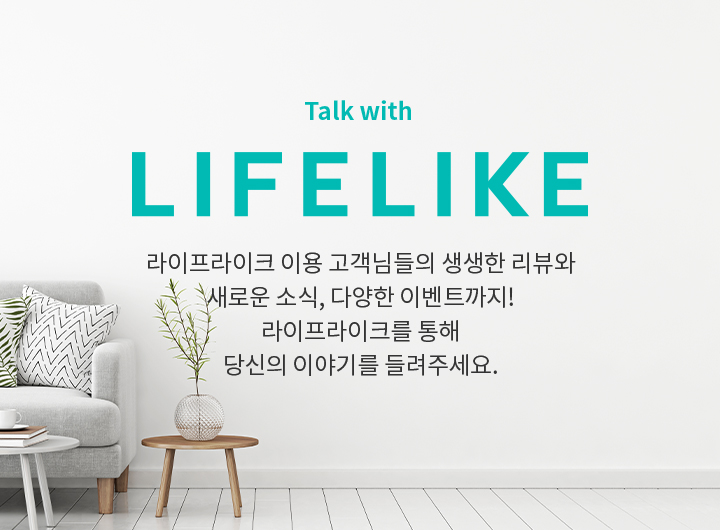 Talk with
LIFELIKE
라이프라이크 이용 고객님들의 생생한 리뷰와
새로운 소식, 다양한 이벤트까지!
라이프라이크를 통해
당신의 이야기를 들려주세요.